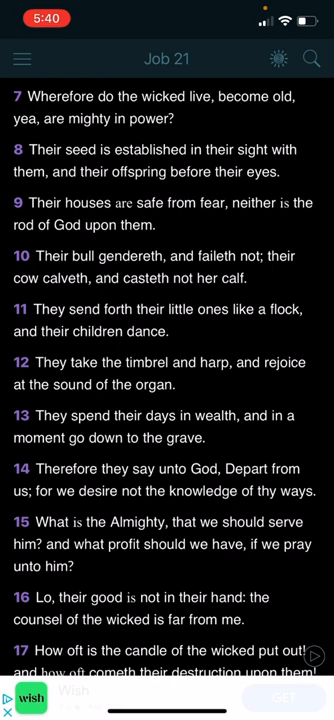 5:40
Job 21
7 Wherefore do the wicked live, become old,
yea, are mighty in power?
8 Their seed is established in their sight with
them, and their offspring before their eyes.
9 Their houses are safe from fear, neither is the
rod of God upon them.
10 Their bull gendereth, and faileth not; their
cow calveth, and casteth not her calf.
11 They send forth their little ones like a flock,
and their children dance.
12 They take the timbrel and harp, and rejoice
at the sound of the organ.
13 They spend their days in wealth, and in a
moment go down to the grave.
14 Therefore they say unto God, Depart from
us; for we desire not the knowledge of thy ways.
15 What is the Almighty, that we should serve
him? and what profit should we have, if we pray
unto him?
16 Lo, their good is not in their hand: the
counsel of the wicked is far from me.
17 How oft is the candle of the wicked put out!
and how oft cometh their destruction upon them!
wish
Wish
GET